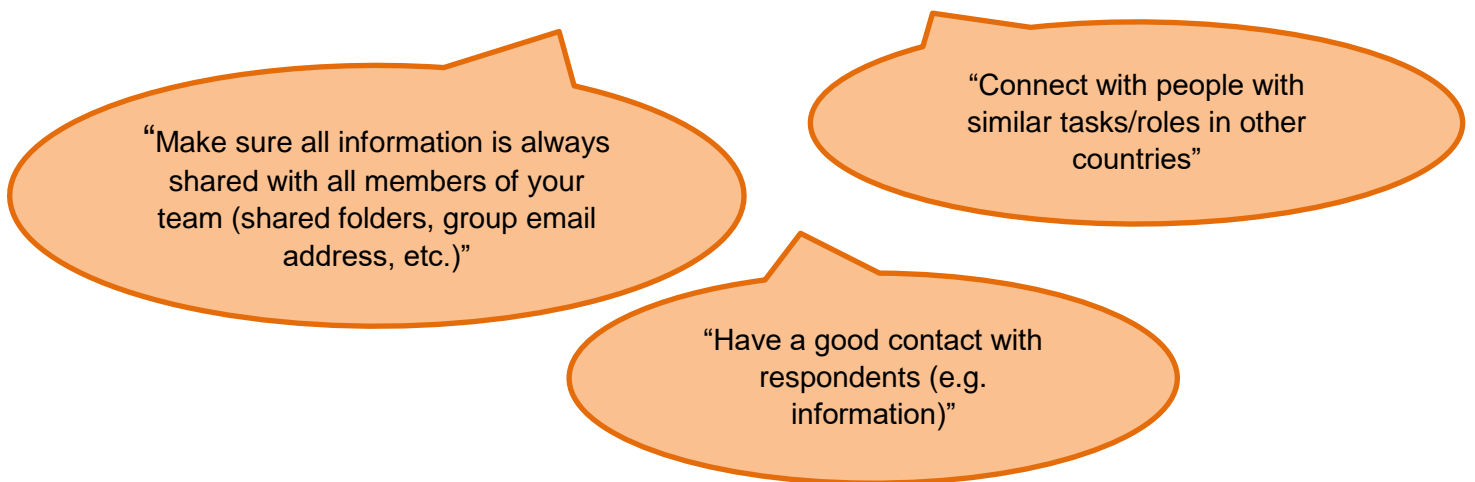 “Make sure all information is always
shared with all members of your
team (shared folders, group email
address, etc.)”
“Connect with people with
similar tasks/roles in other
countries”
“Have a good contact with
respondents (e.g.
information)”